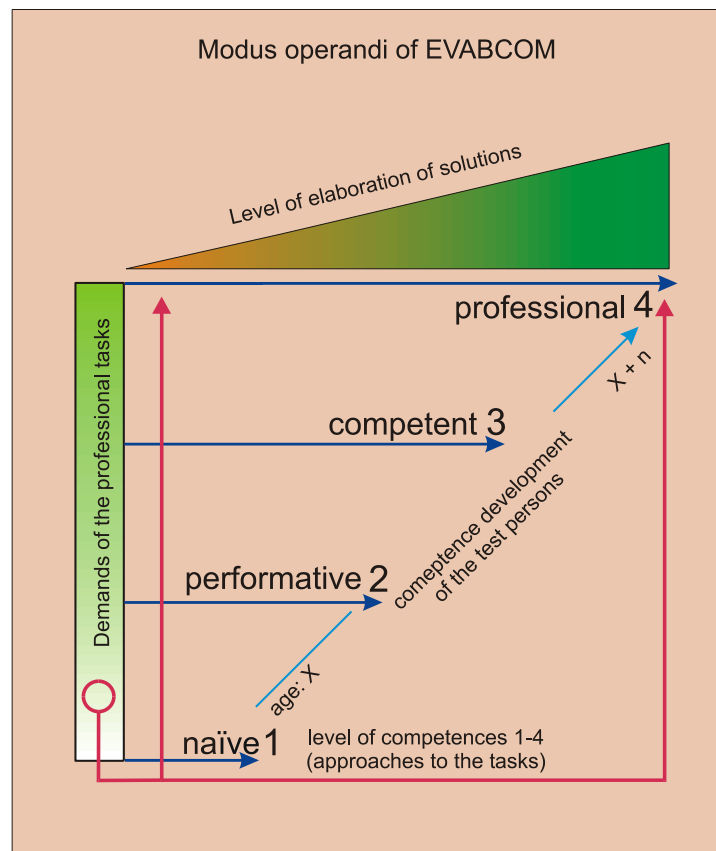 Modus operandi of EVABCOM
Level of elaboration of solutions
Demands of the professional tasks
professional 4
X + n
competent 3
comeptence development
of the test persons
performative 2
age: X
naïve 1
level of competences 1-4
(approaches to the tasks)